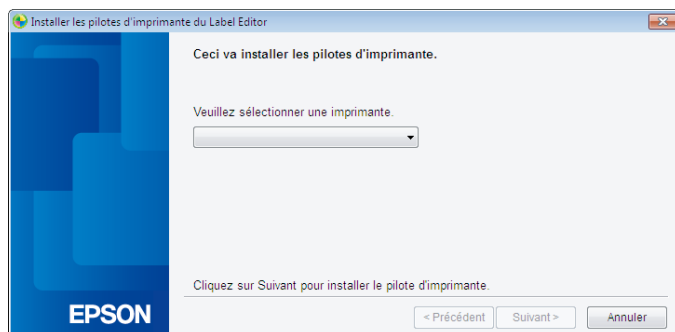 Installer les pilotes d'imprimante du Label Editor
Ceci va installer les pilotes d'imprimante.
Veuillez sélectionner une imprimante.
Cliquez sur Suivant pour installer le pilote d'imprimante.
EPSON
< Précédent
Suivant >
Annuler